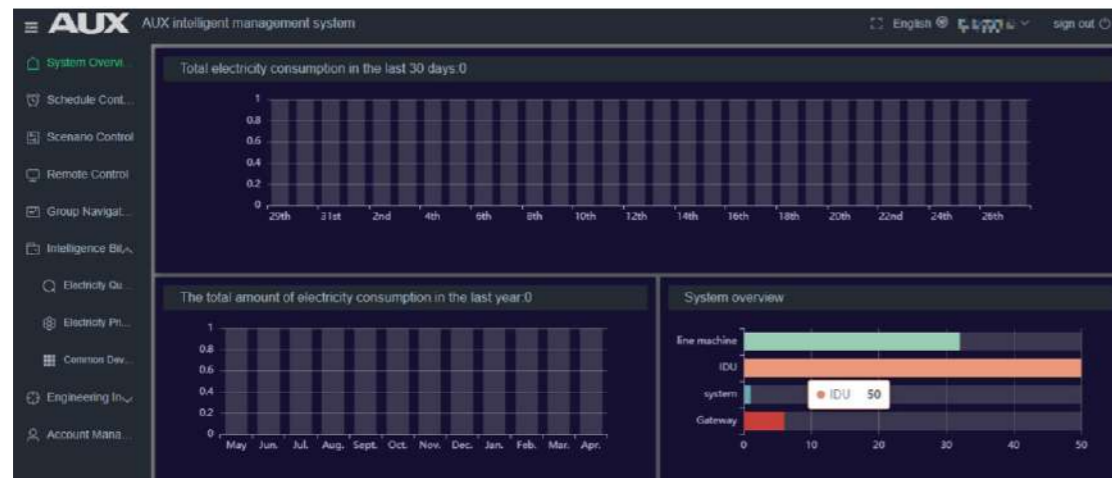 AUX AUX intelligent management system English sign out
System Overvi...
Schedule Cont...
Scenario Control
Remote Control
Group Navigat...
Intelligence Bil
Electricity Qu...
Electricity Pri...
Common Dev...
Engineering In
Account Mana...
Total electricity consumption in the last 30 days:0
1
0.8
0.6
0.4
0.2
0
29th 31st 2nd 4th 6th 8th 10th 12th 14th 16th 18th 20th 22nd 24th 26th
The total amount of electricity consumption in the last year:0
1
0.8
0.6
0.4
0.2
0
May Jun. Jul. Aug. Sept. Oct. Nov. Dec. Jan. Feb. Mar. Apr.
System overview
line machine
IDU
system
Gateway
IDU 50
0 10 20 30 40 50